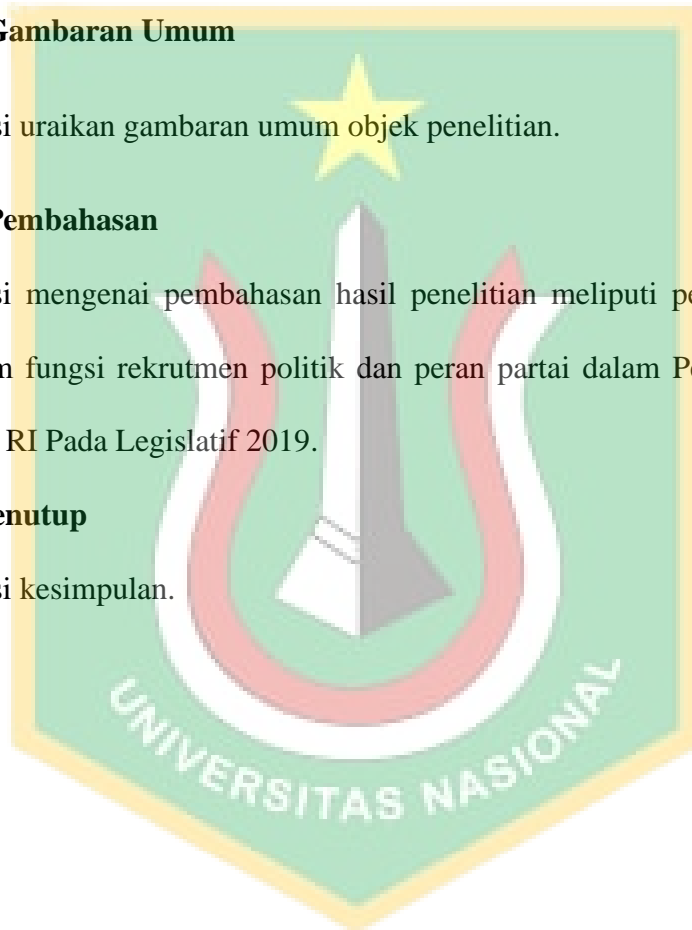 Gambaran Umum
si uraikan gambaran umum objek penelitian.
Pembahasan
si mengenai pembahasan hasil penelitian meliputi pe
fungsi rekrutmen politik dan peran partai dalam
RI Pada Legislatif 2019.
enutup
si kesimpulan.
UNIVERSITAS NASIONAL